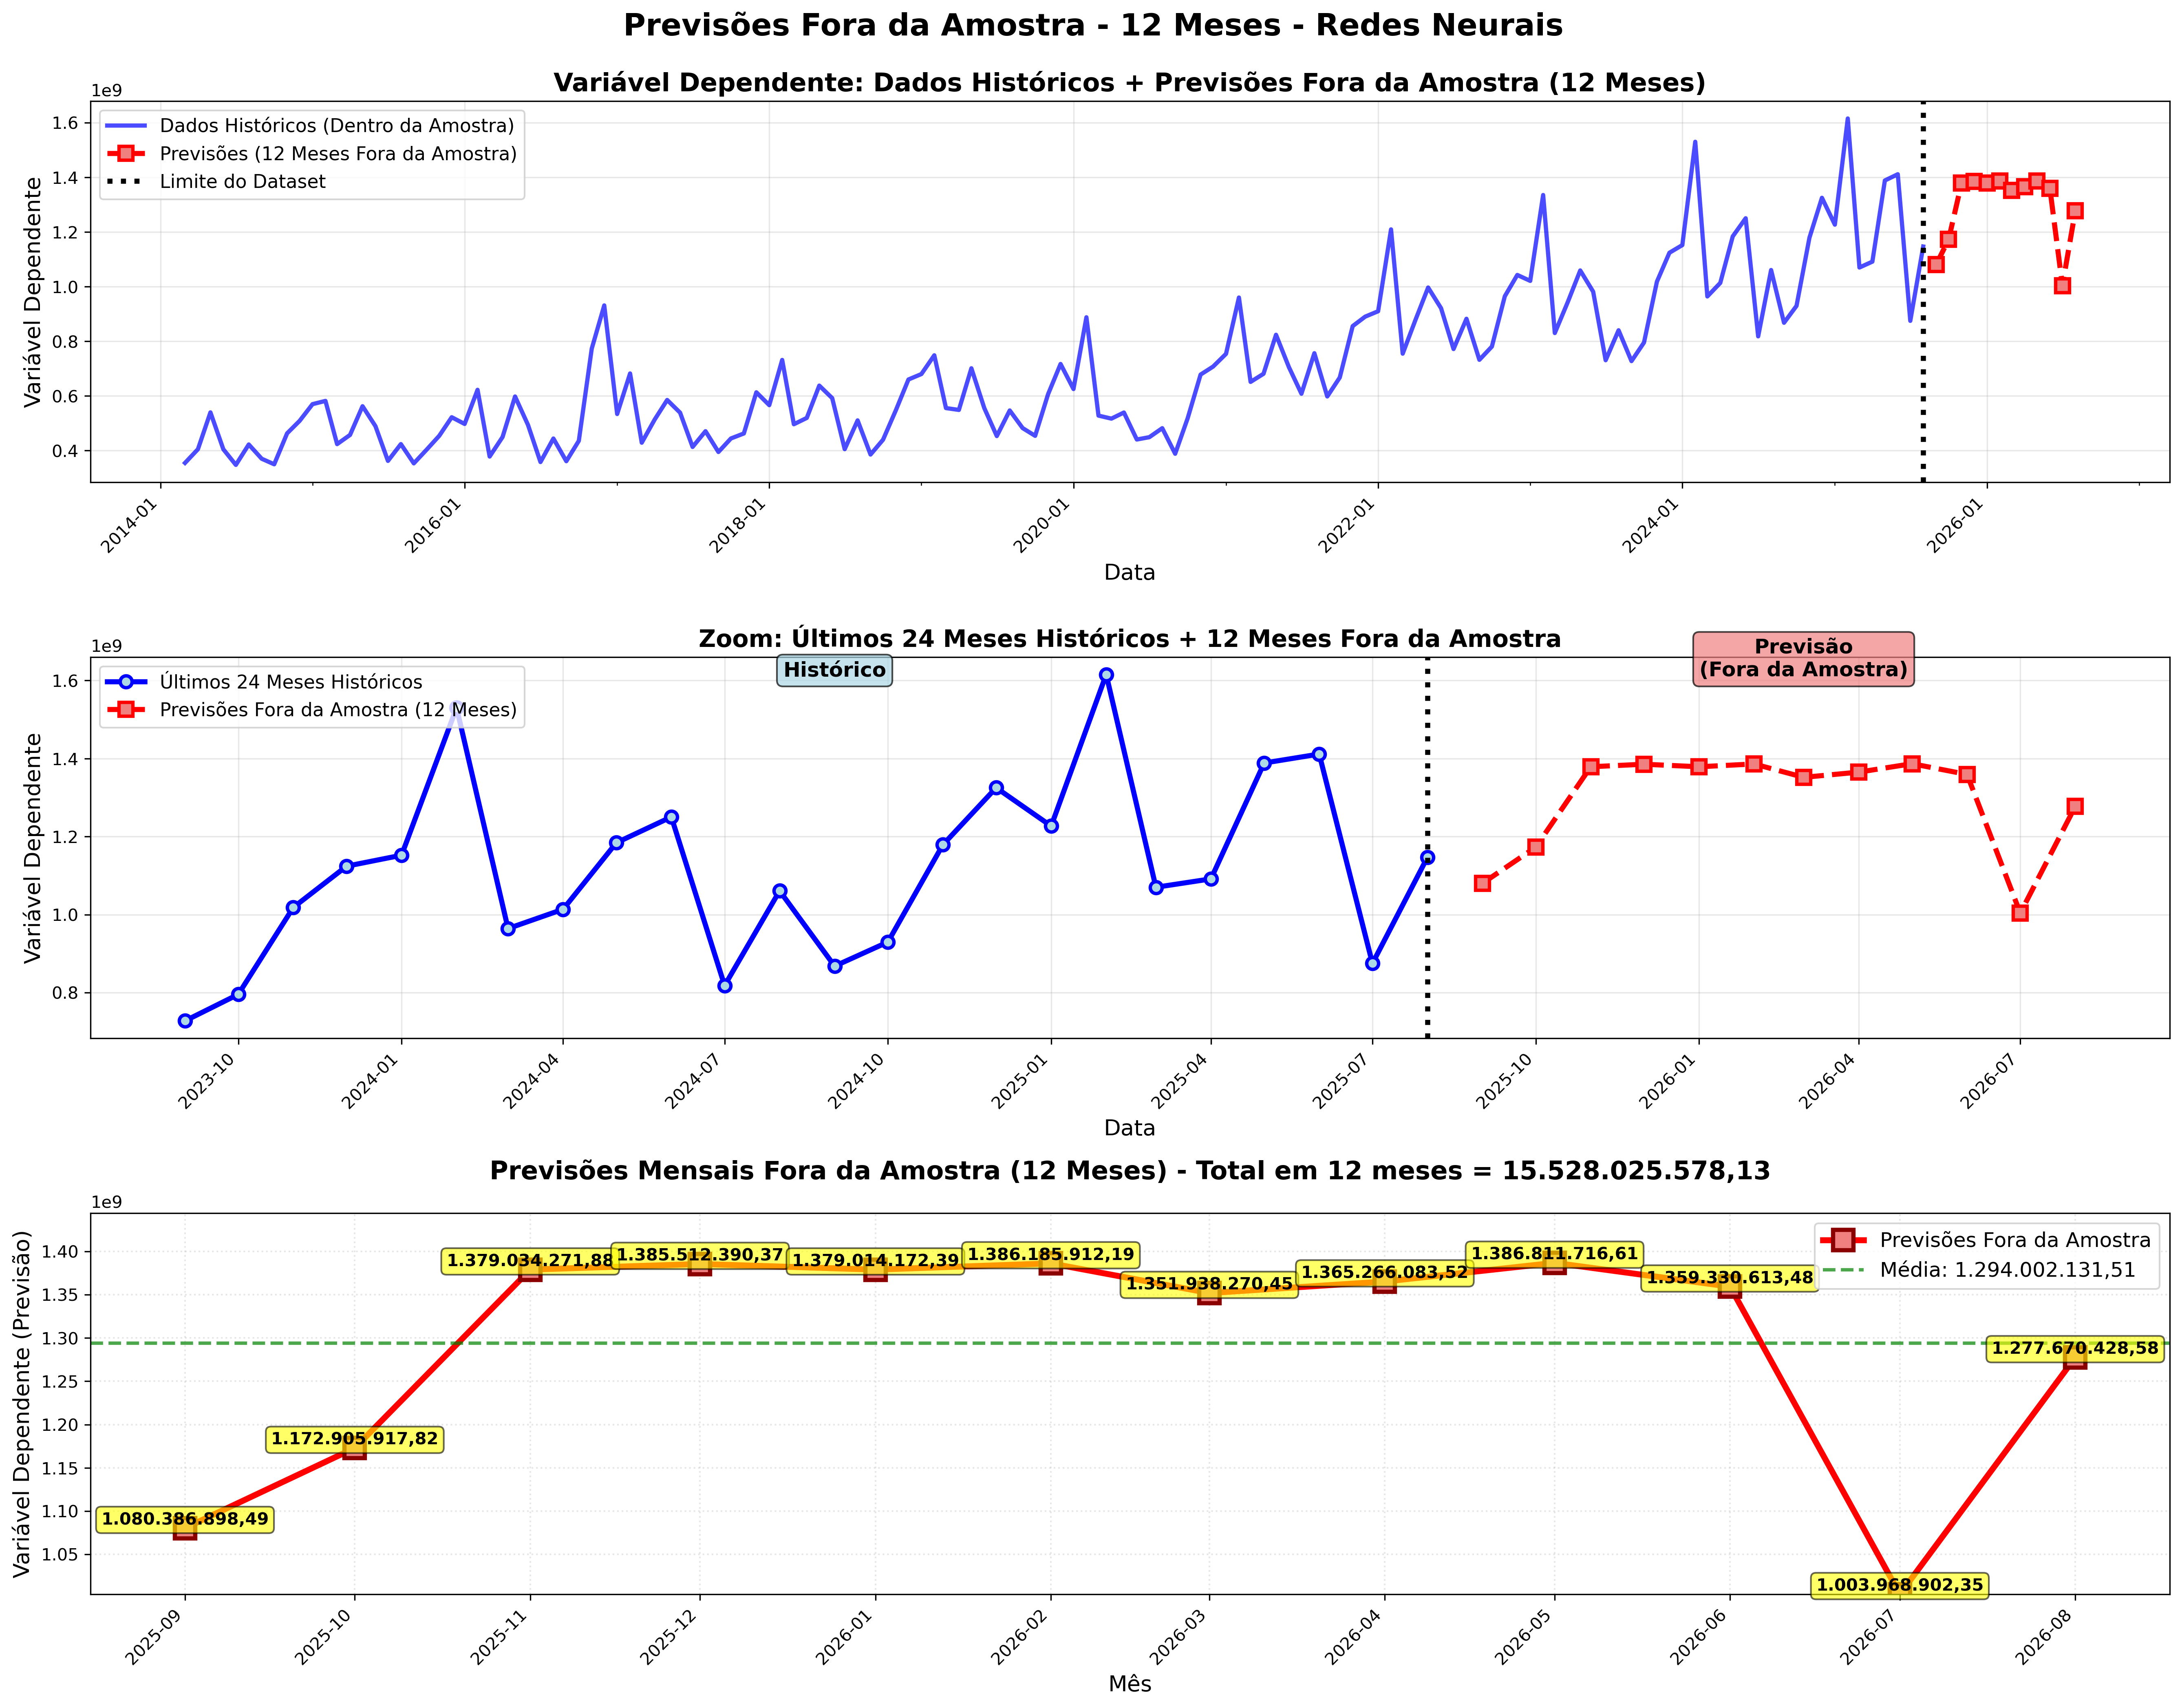 Previsões Fora da Amostra - 12 Meses - Redes Neurais
Variável Dependente: Dados Históricos + Previsões Fora da Amostra (12 Meses)
1e9
Dados Históricos (Dentro da Amostra)
Previsões (12 Meses Fora da Amostra)
Limite do Dataset
Variável Dependente
1.6
1.4
1.2
1.0
0.8
0.6
0.4
2014-01
2016-01
2018-01
2020-01
2022-01
2024-01
2026-01
Data
Zoom: Últimos 24 Meses Históricos + 12 Meses Fora da Amostra
1e9
Últimos 24 Meses Históricos
Previsões Fora da Amostra (12 Meses)
Histórico
Previsão
(Fora da Amostra)
Variável Dependente
1.6
1.4
1.2
1.0
0.8
2023-10
2024-01
2024-04
2024-07
2024-10
2025-01
2025-04
2025-07
2025-10
2026-01
2026-04
2026-07
Data
Previsões Mensais Fora da Amostra (12 Meses) - Total em 12 meses = 15.528.025.578,13
1e9
Previsões Fora da Amostra
Média: 1.294.002.131,51
Variável Dependente (Previsão)
1.40
1.35
1.30
1.25
1.20
1.15
1.10
1.05
1.080.386.898,49
1.172.905.917,82
1.379.034.271,88
1.385.512.390,37
1.379.014.172,39
1.386.185.912,19
1.351.938.270,45
1.365.266.083,52
1.386.811.716,61
1.359.330.613,48
1.003.968.902,35
1.277.670.428,58
2025-09
2025-10
2025-11
2025-12
2026-01
2026-02
2026-03
2026-04
2026-05
2026-06
2026-07
2026-08
Mês